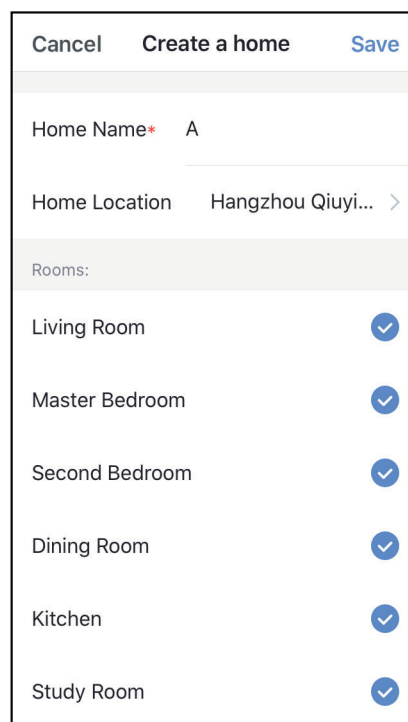 Cancel Create a home Save
Home Name* A
Home Location Hangzhou Qiuyi... >
Rooms:
Living Room
Master Bedroom
Second Bedroom
Dining Room
Kitchen
Study Room